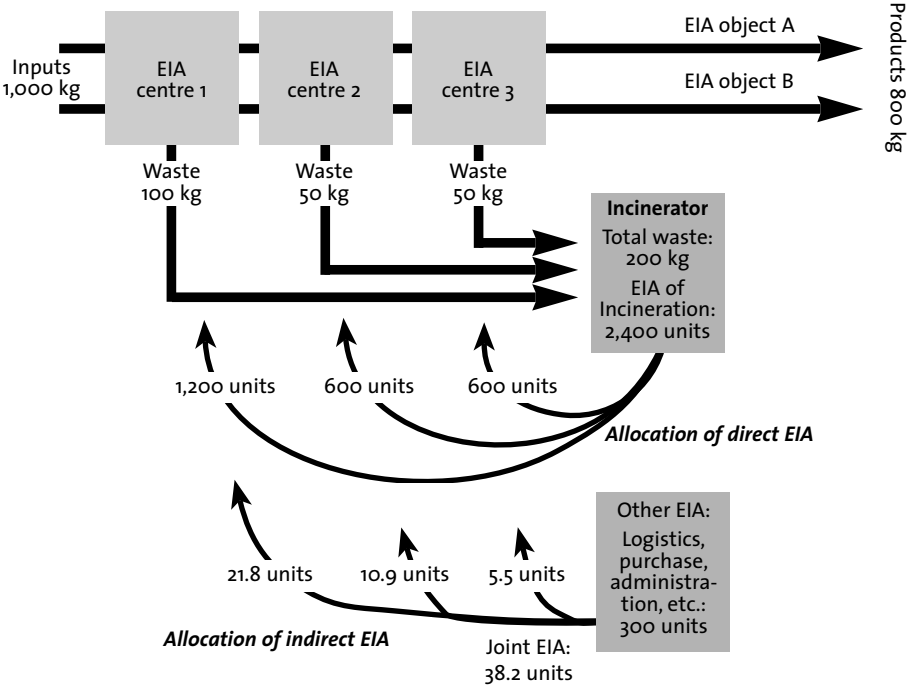 EIA object A
Inputs
1,000 kg
EIA
centre 1
EIA
centre 2
EIA
centre 3
EIA object B
Products 800 kg
Waste
100 kg
Waste
50 kg
Waste
50 kg
Incinerator
Total waste:
200 kg
EIA of
Incineration:
2,400 units
1,200 units
600 units
600 units
Allocation of direct EIA
Other EIA:
Logistics,
purchase,
administra-
tion, etc.:
300 units
21.8 units
10.9 units
5.5 units
Allocation of indirect EIA
Joint EIA:
38.2 units